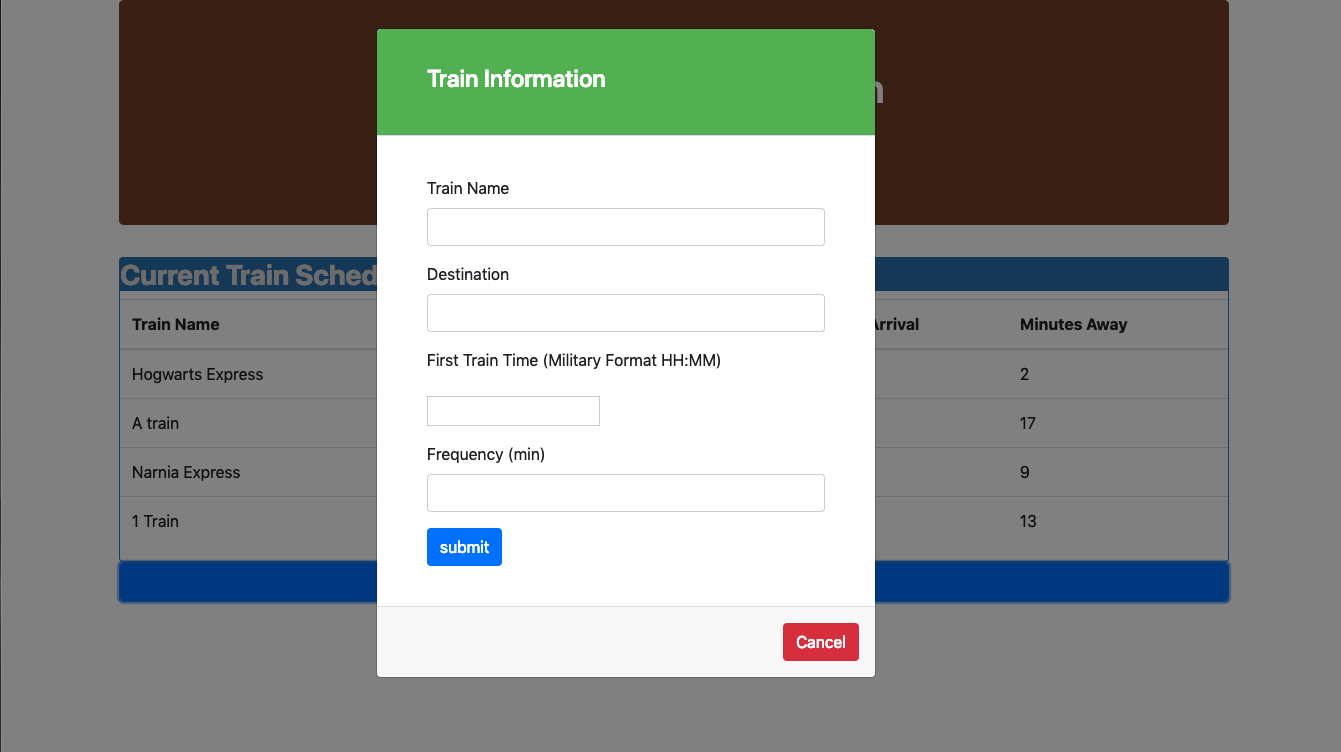 Train Information
Train Name
Destination
First Train Time (Military Format HH:MM)
Frequency (min)
submit
Cancel
Current Train Sched
Train Name Minutes Away
Hogwarts Express 2
A train 17
Narnia Express 9
1 Train 13